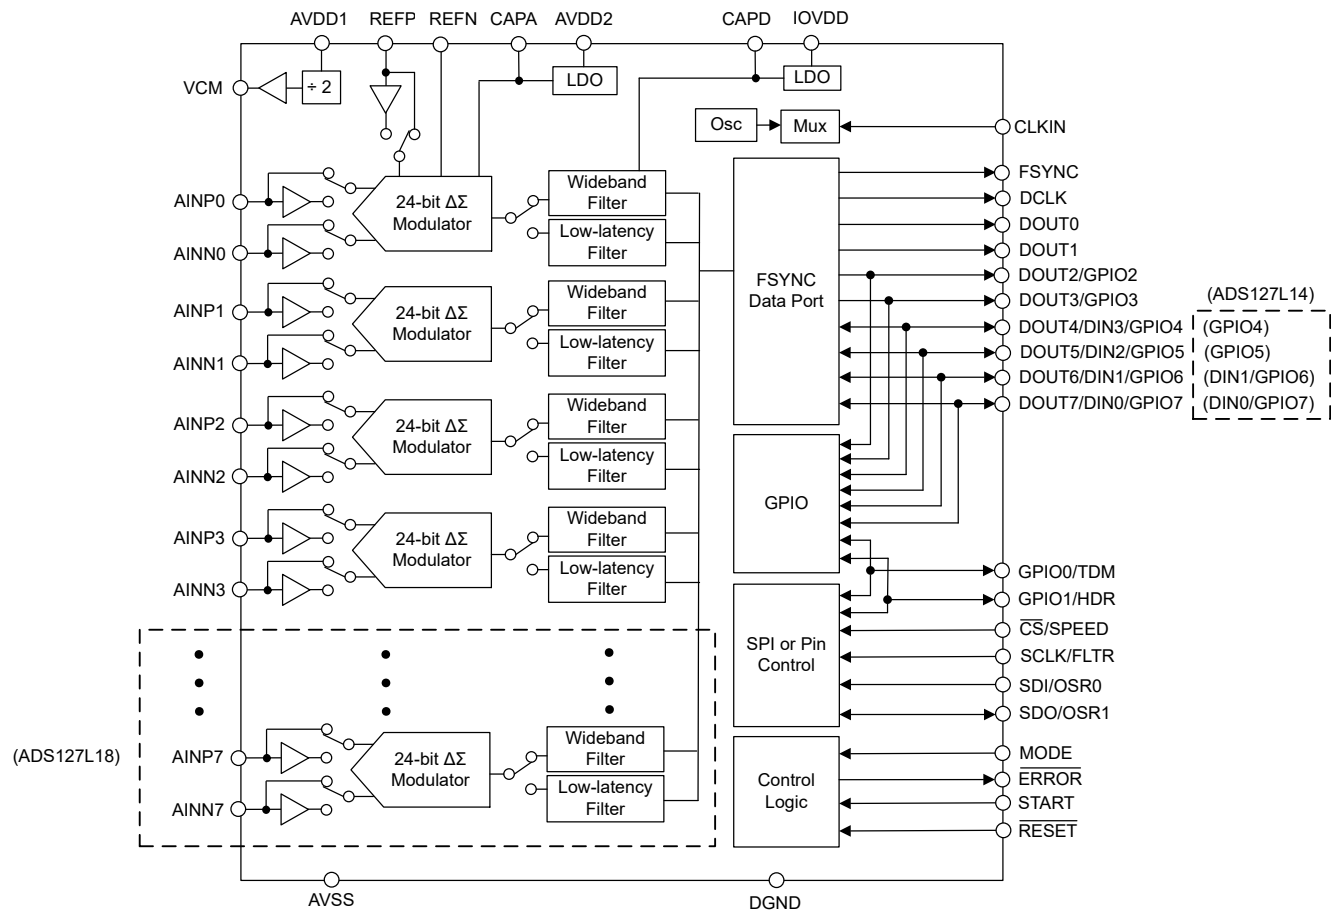 AVDD1 REFP REFN CAPA AVDD2 CAPD IOVDD
VCM
÷ 2
LDO
LDO
Osc
Mux
CLKIN
AINP0
AINN0
24-bit ΔΣ
Modulator
Wideband
Filter
Low-latency
Filter
AINP1
AINN1
24-bit ΔΣ
Modulator
Wideband
Filter
Low-latency
Filter
AINP2
AINN2
24-bit ΔΣ
Modulator
Wideband
Filter
Low-latency
Filter
AINP3
AINN3
24-bit ΔΣ
Modulator
Wideband
Filter
Low-latency
Filter
(ADS127L18)
AINP7
AINN7
24-bit ΔΣ
Modulator
Wideband
Filter
Low-latency
Filter
FSYNC
Data Port
FSYNC
DCLK
DOUT0
DOUT1
DOUT2/GPIO2
DOUT3/GPIO3
DOUT4/DIN3/GPIO4
DOUT5/DIN2/GPIO5
DOUT6/DIN1/GPIO6
DOUT7/DIN0/GPIO7
(ADS127L14)
(GPIO4)
(GPIO5)
(DIN1/GPIO6)
(DIN0/GPIO7)
GPIO
GPIO0/TDM
GPIO1/HDR
SPI or Pin
Control
CS/SPEED
SCLK/FLTR
SDI/OSR0
SDO/OSR1
Control
Logic
MODE
ERROR
START
RESET
AVSS
DGND